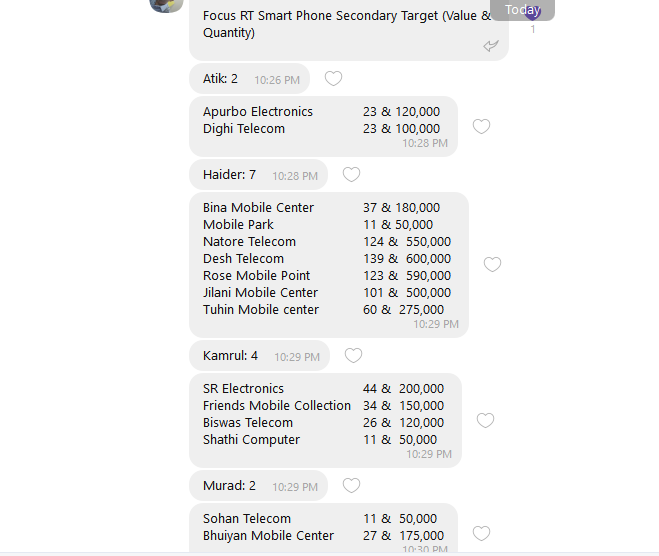 Today
Focus RT Smart Phone Secondary Target (Value &
Quantity)
1
Atik: 2 10:26 PM
Apurbo Electronics 23 & 120,000
Dighi Telecom 23 & 100,000
10:28 PM
Haider: 7 10:28 PM
Bina Mobile Center 37 & 180,000
Mobile Park 11 & 50,000
Natore Telecom 124 & 550,000
Desh Telecom 139 & 600,000
Rose Mobile Point 123 & 590,000
Jilani Mobile Center 101 & 500,000
Tuhin Mobile center 60 & 275,000
10:29 PM
Kamrul: 4 10:29 PM
SR Electronics 44 & 200,000
Friends Mobile Collection 34 & 150,000
Biswas Telecom 26 & 120,000
Shathi Computer 11 & 50,000
10:29 PM
Murad: 2 10:29 PM
Sohan Telecom 11 & 50,000
Bhuiyan Mobile Center 27 & 175,000
10:30 PM